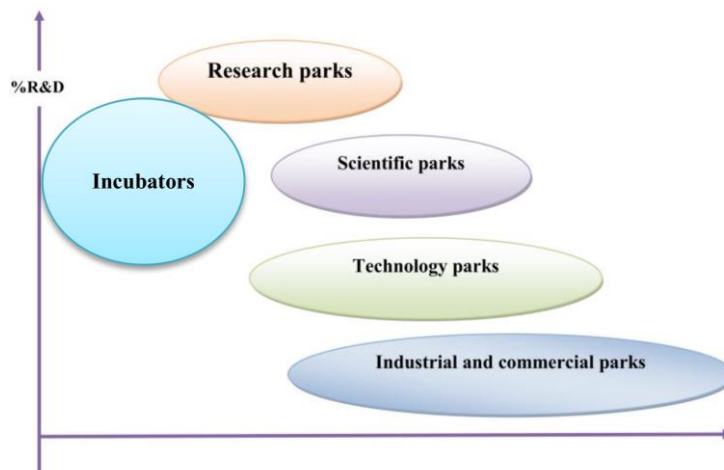 Research parks
%R&D
Scientific parks
Incubators
Technology parks
Industrial and commercial parks